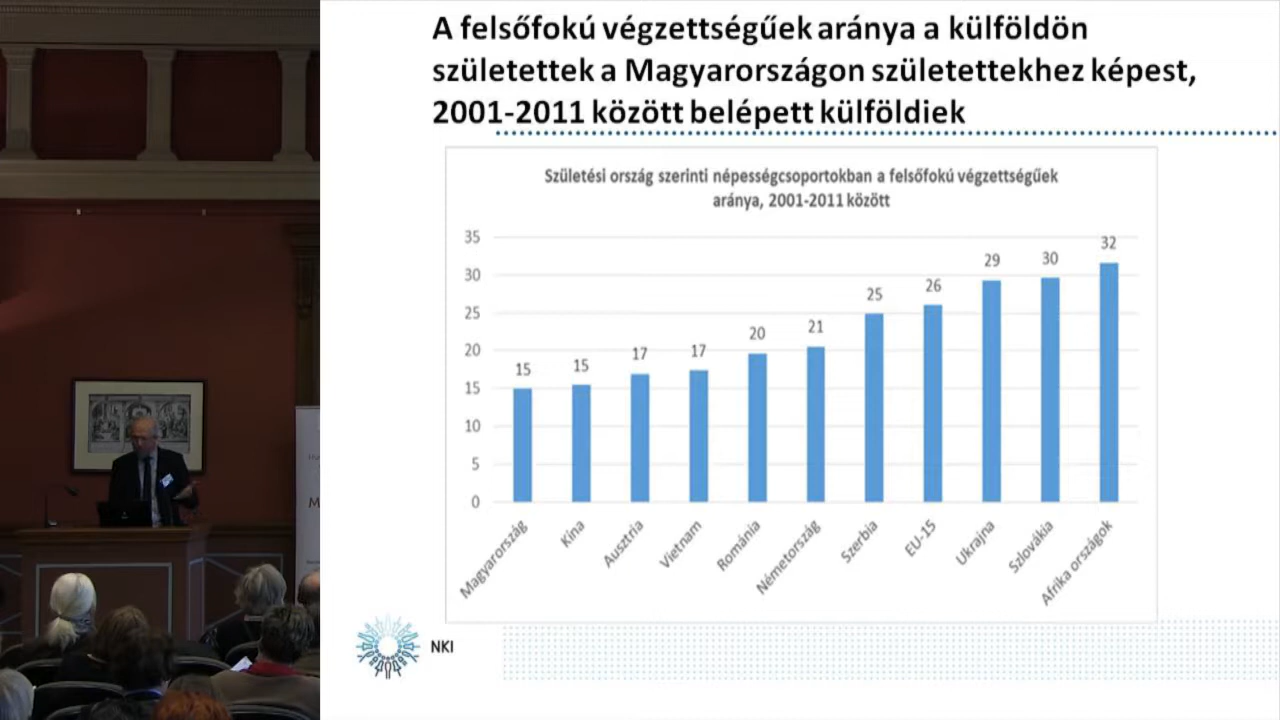 A felsőfokú végzettségűek aránya a külföldön
születettek a Magyarországon születettekhez képest,
2001-2011 között belépett külföldiek
Születési ország szerinti népességcsoportokban a felsőfokú végzettségűek
aránya, 2001-2011 között
35
30
25
20
15
10
5
0
15
15
17
17
20
21
25
26
29
30
32
Magyarország
Kína
Ausztria
Vietnam
Románia
Németország
Szerbia
EU-15
Ukrajna
Szlovákia
Afrika országok
NKI